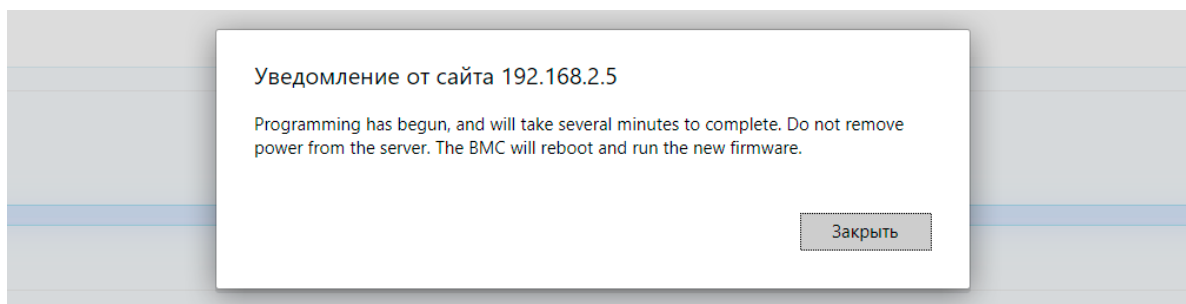 Уведомление от сайта 192.168.2.5
Programming has begun, and will take several minutes to complete. Do not remove
power from the server. The BMC will reboot and run the new firmware.
Закрыть